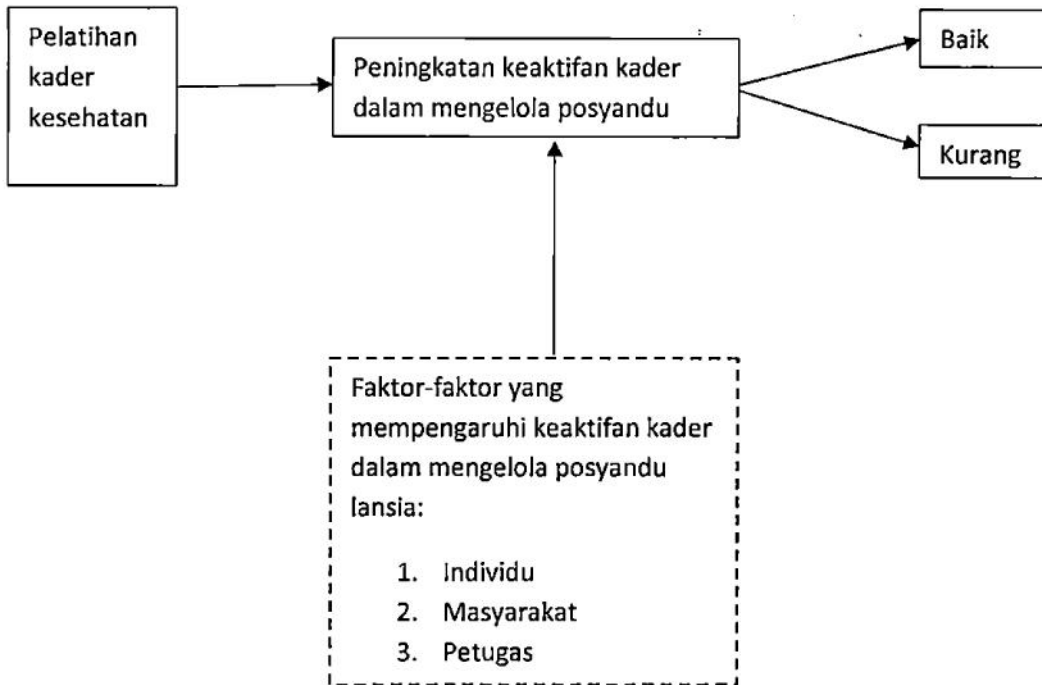 Pelatihan
kader
kesehatan
Peningkatan keaktifan kader
dalam mengelola posyandu
Baik
Kurang
Faktor-faktor yang
mempengaruhi keaktifan kader
dalam mengelola posyandu
lansia:
1. Individu
2. Masyarakat
3. Petugas